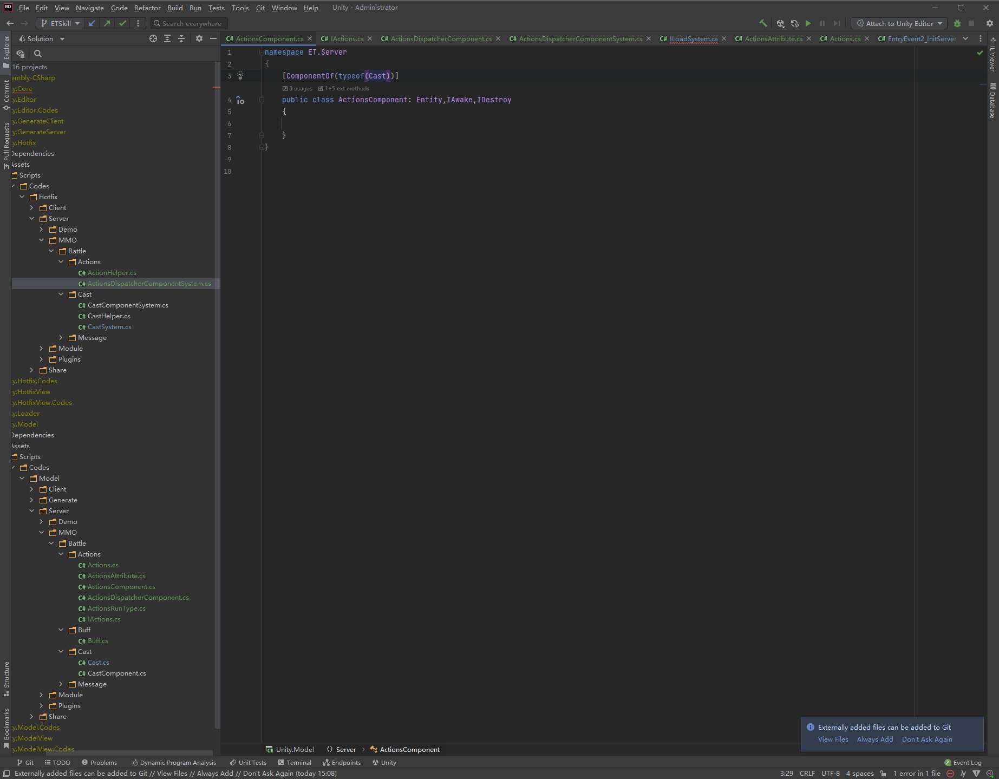 RD File Edit View Navigate Code Refactor Build Run Tests Tools Git Window Help Unity - Administrator
ETSkill Search everywhere Attach to Unity Editor
Solution
ActionsComponent.cs IActions.cs ActionsDispatcherComponent.cs ActionsDispatcherComponentSystem.cs ILoadSystem.cs ActionsAttribute.cs Actions.cs EntryEvent2_InitServer
Explorer
Commit
Pull Requests
Structure
Bookmarks
16 projects
embly-CSharp
y.Core
y.Editor
y.Editor.Codes
y.GenerateClient
y.GenerateServer
y.Hotfix
Dependencies
Assets
Scripts
Codes
Hotfix
Client
Server
Demo
MMO
Battle
Actions
C# ActionHelper.cs
C# ActionsDispatcherComponentSystem.cs
Cast
C# CastComponentSystem.cs
C# CastHelper.cs
C# CastSystem.cs
Message
Module
Plugins
Share
y.Hotfix.Codes
y.HotfixView
y.HotfixView.Codes
y.Loader
y.Model
Dependencies
Assets
Scripts
Codes
Model
Client
Generate
Server
Demo
MMO
Battle
Actions
C# Actions.cs
C# ActionsAttribute.cs
C# ActionsComponent.cs
C# ActionsDispatcherComponent.cs
C# ActionsRunType.cs
C# IActions.cs
Buff
C# Buff.cs
Cast
C# Cast.cs
C# CastComponent.cs
Message
Module
Plugins
Share
y.Model.Codes
y.ModelView
y.ModelView.Codes
1 namespace ET.Server
2 {
3 [ComponentOf(typeof(Cast))]
3 usages 1+5 ext methods
4 public class ActionsComponent: Entity,IAwake,IDestroy
5 {
6
7 }
8 }
9
10
IL Viewer
Database
Externally added files can be added to Git
View Files Always Add Don't Ask Again
Unity.Model Server ActionsComponent
Git TODO Problems Dynamic Program Analysis Unit Tests Terminal Endpoints Unity 2 Event Log
Externally added files can be added to Git // View Files // Always Add // Don't Ask Again (today 15:08) 3:29 CRLF UTF-8 4 spaces 1 error in 1 file